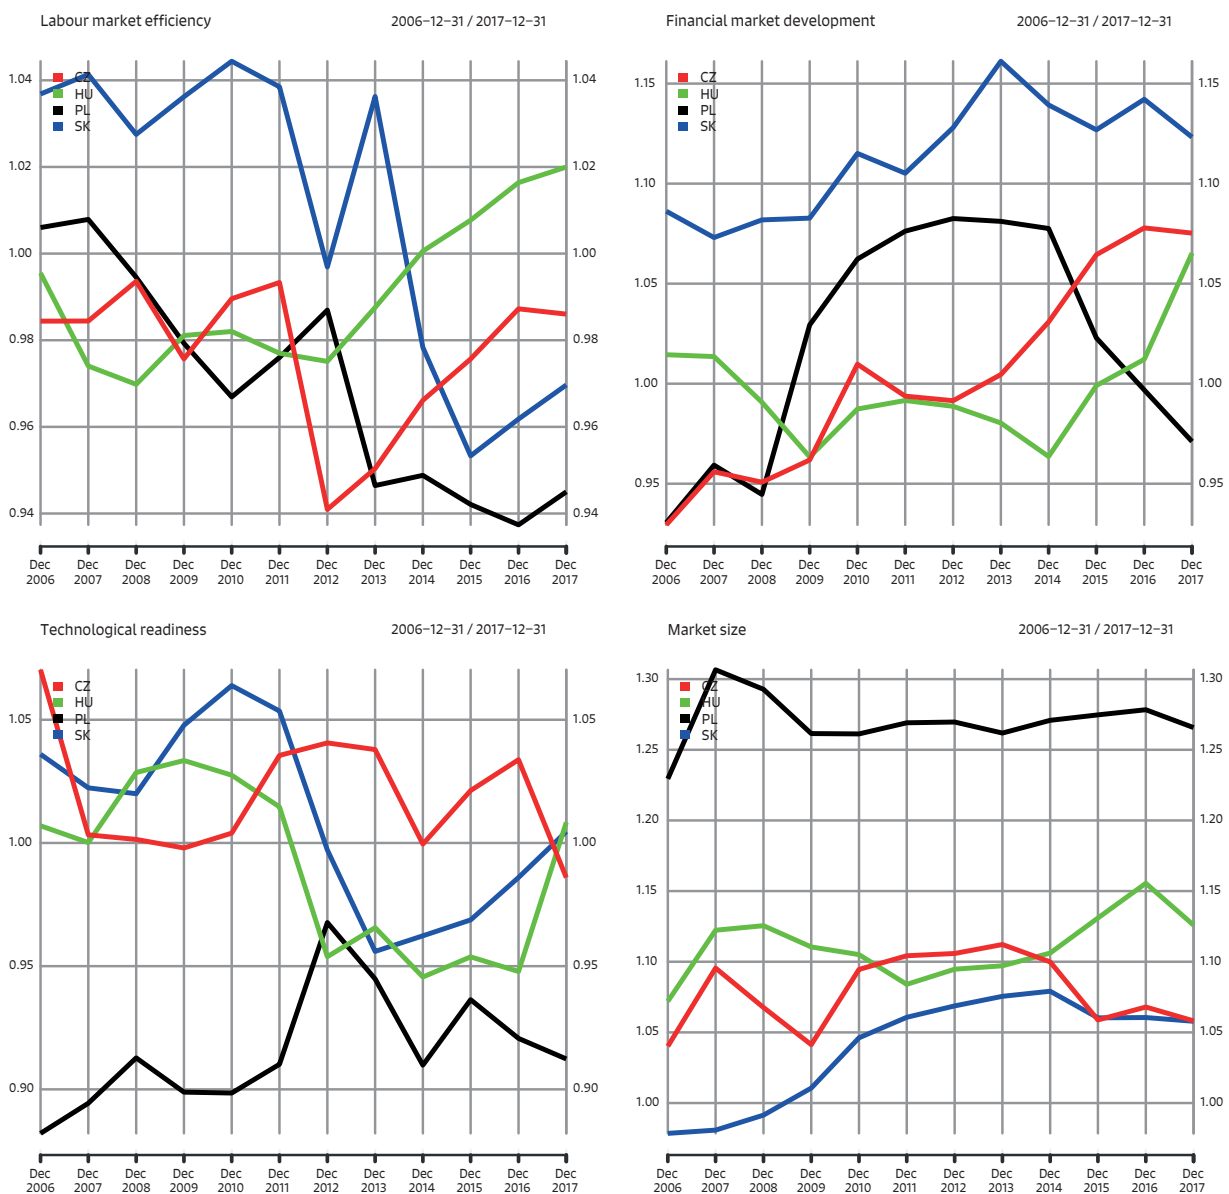 Labour market efficiency 2006–12–31 / 2017–12–31
1.04 1.04
CZ
HU
PL
SK
1.02 1.02
1.00 1.00
0.98 0.98
0.96 0.96
0.94 0.94
Dec Dec Dec Dec Dec Dec Dec Dec Dec Dec Dec Dec
2006 2007 2008 2009 2010 2011 2012 2013 2014 2015 2016 2017
Financial market development 2006–12–31 / 2017–12–31
CZ
1.15 1.15
HU
PL
SK
1.10 1.10
1.05 1.05
1.00 1.00
0.95 0.95
Dec Dec Dec Dec Dec Dec Dec Dec Dec Dec Dec Dec
2006 2007 2008 2009 2010 2011 2012 2013 2014 2015 2016 2017
Technological readiness 2006–12–31 / 2017–12–31
CZ
HU
PL
1.05 1.05
SK
1.00 1.00
0.95 0.95
0.90 0.90
Dec Dec Dec Dec Dec Dec Dec Dec Dec Dec Dec Dec
2006 2007 2008 2009 2010 2011 2012 2013 2014 2015 2016 2017
Market size 2006–12–31 / 2017–12–31
1.30 1.30
CZ
HU
PL
SK
1.25 1.25
1.20 1.20
1.15 1.15
1.10 1.10
1.05 1.05
1.00 1.00
Dec Dec Dec Dec Dec Dec Dec Dec Dec Dec Dec Dec
2006 2007 2008 2009 2010 2011 2012 2013 2014 2015 2016 2017